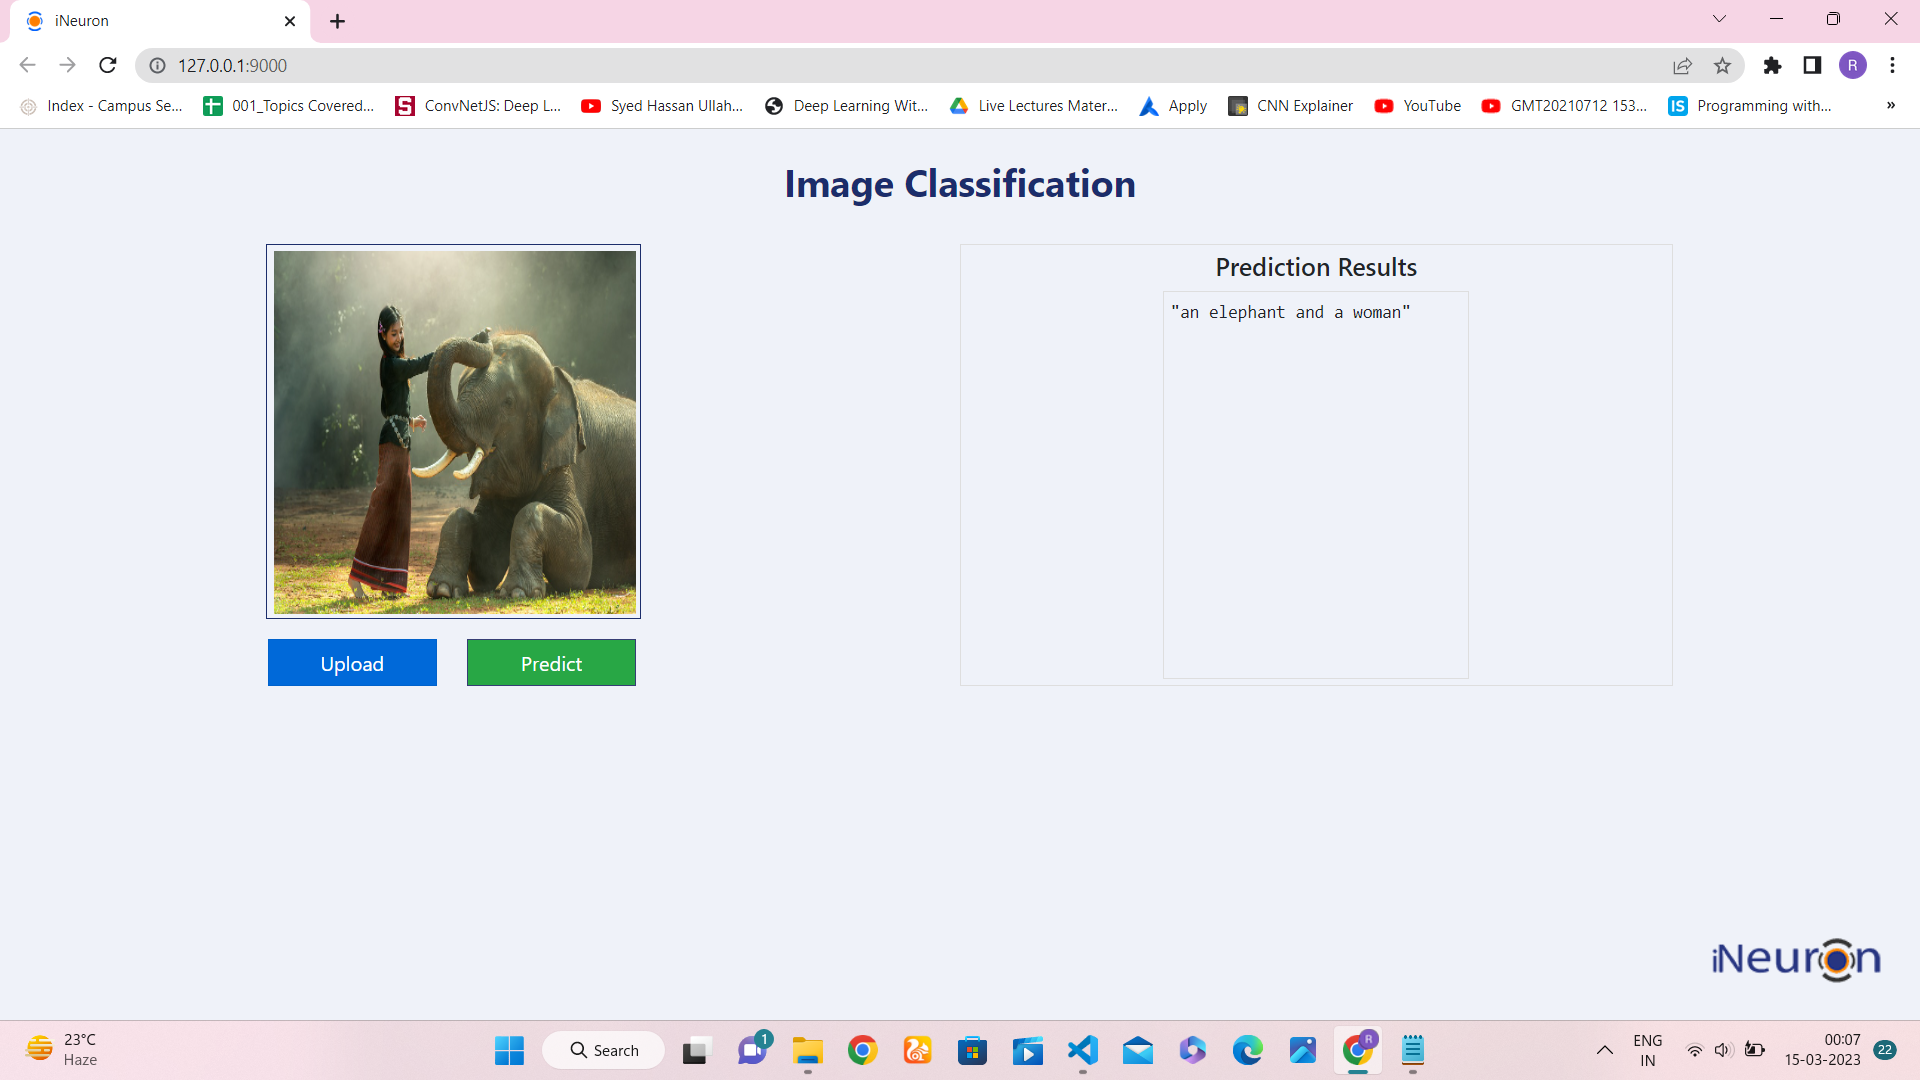 iNeuron
127.0.0.1:9000
Index - Campus Se...
001_Topics Covered...
ConvNetJS: Deep L...
Syed Hassan Ullah...
Deep Learning Wit...
Live Lectures Mater...
Apply
CNN Explainer
YouTube
GMT20210712 153...
Programming with...
»
R
Image Classification
Prediction Results
"an elephant and a woman"
Upload
Predict
iNeuron
23°C
Haze
Search
1
R
ENG
IN
00:07
15-03-2023
22